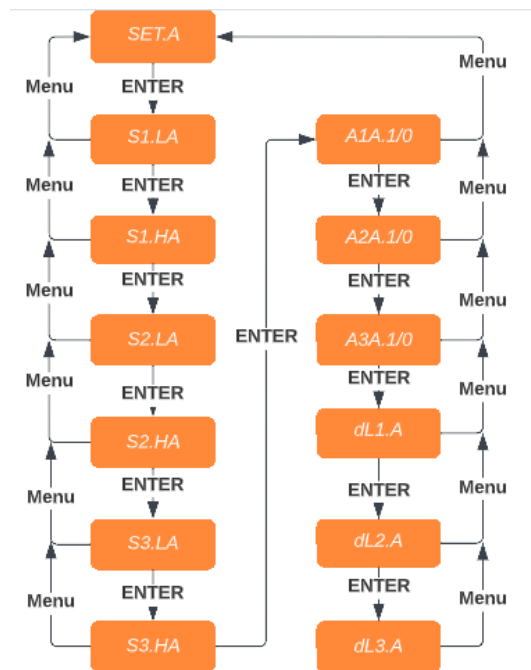 SET.A
Menu
ENTER
Menu
S1.LA
A1A.1/0
Menu
ENTER
ENTER
Menu
S1.HA
A2A.1/0
Menu
ENTER
ENTER
Menu
S2.LA
ENTER
A3A.1/0
Menu
ENTER
ENTER
Menu
dL1.A
S2.HA
ENTER
ENTER
Menu
Menu
S3.LA
dL2.A
ENTER
ENTER
Menu
Menu
S3.HA
dL3.A